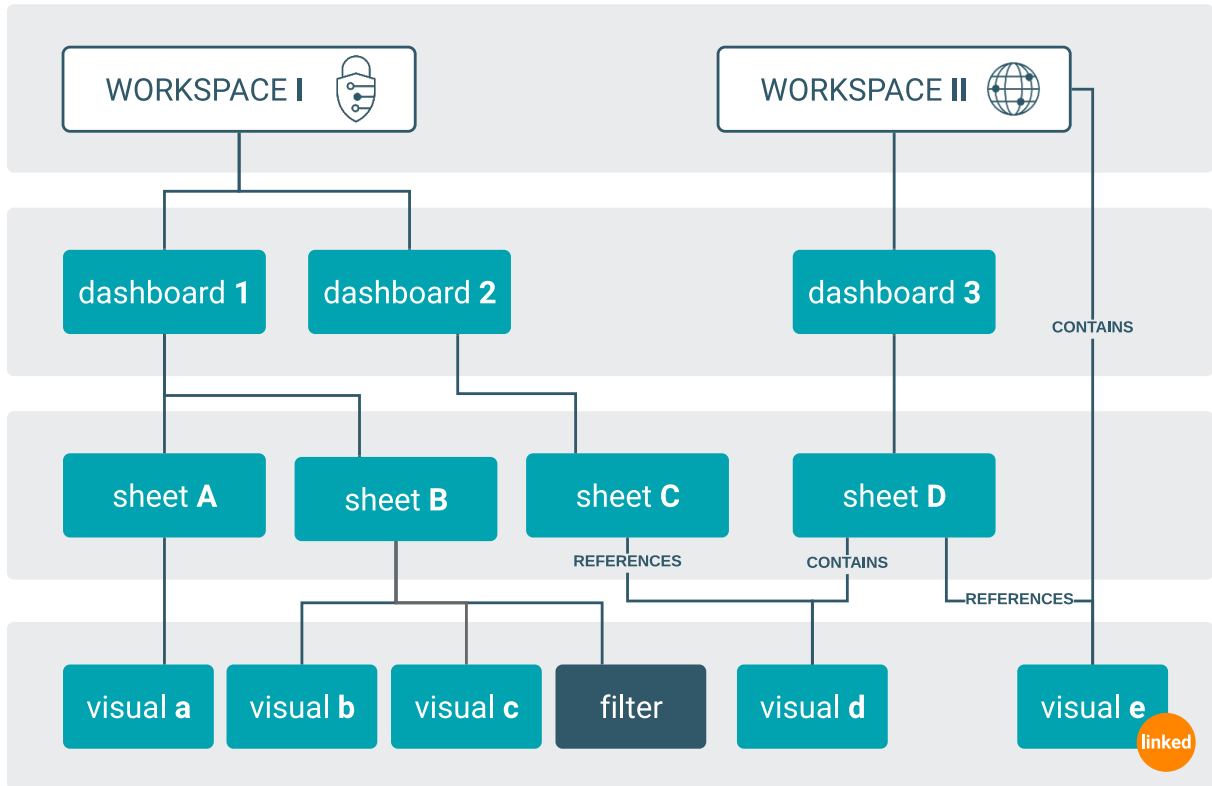 WORKSPACE I
WORKSPACE II
dashboard 1
dashboard 2
dashboard 3
CONTAINS
sheet A
sheet B
sheet C
sheet D
REFERENCES
CONTAINS
REFERENCES
visual a
visual b
visual c
filter
visual d
visual e
linked